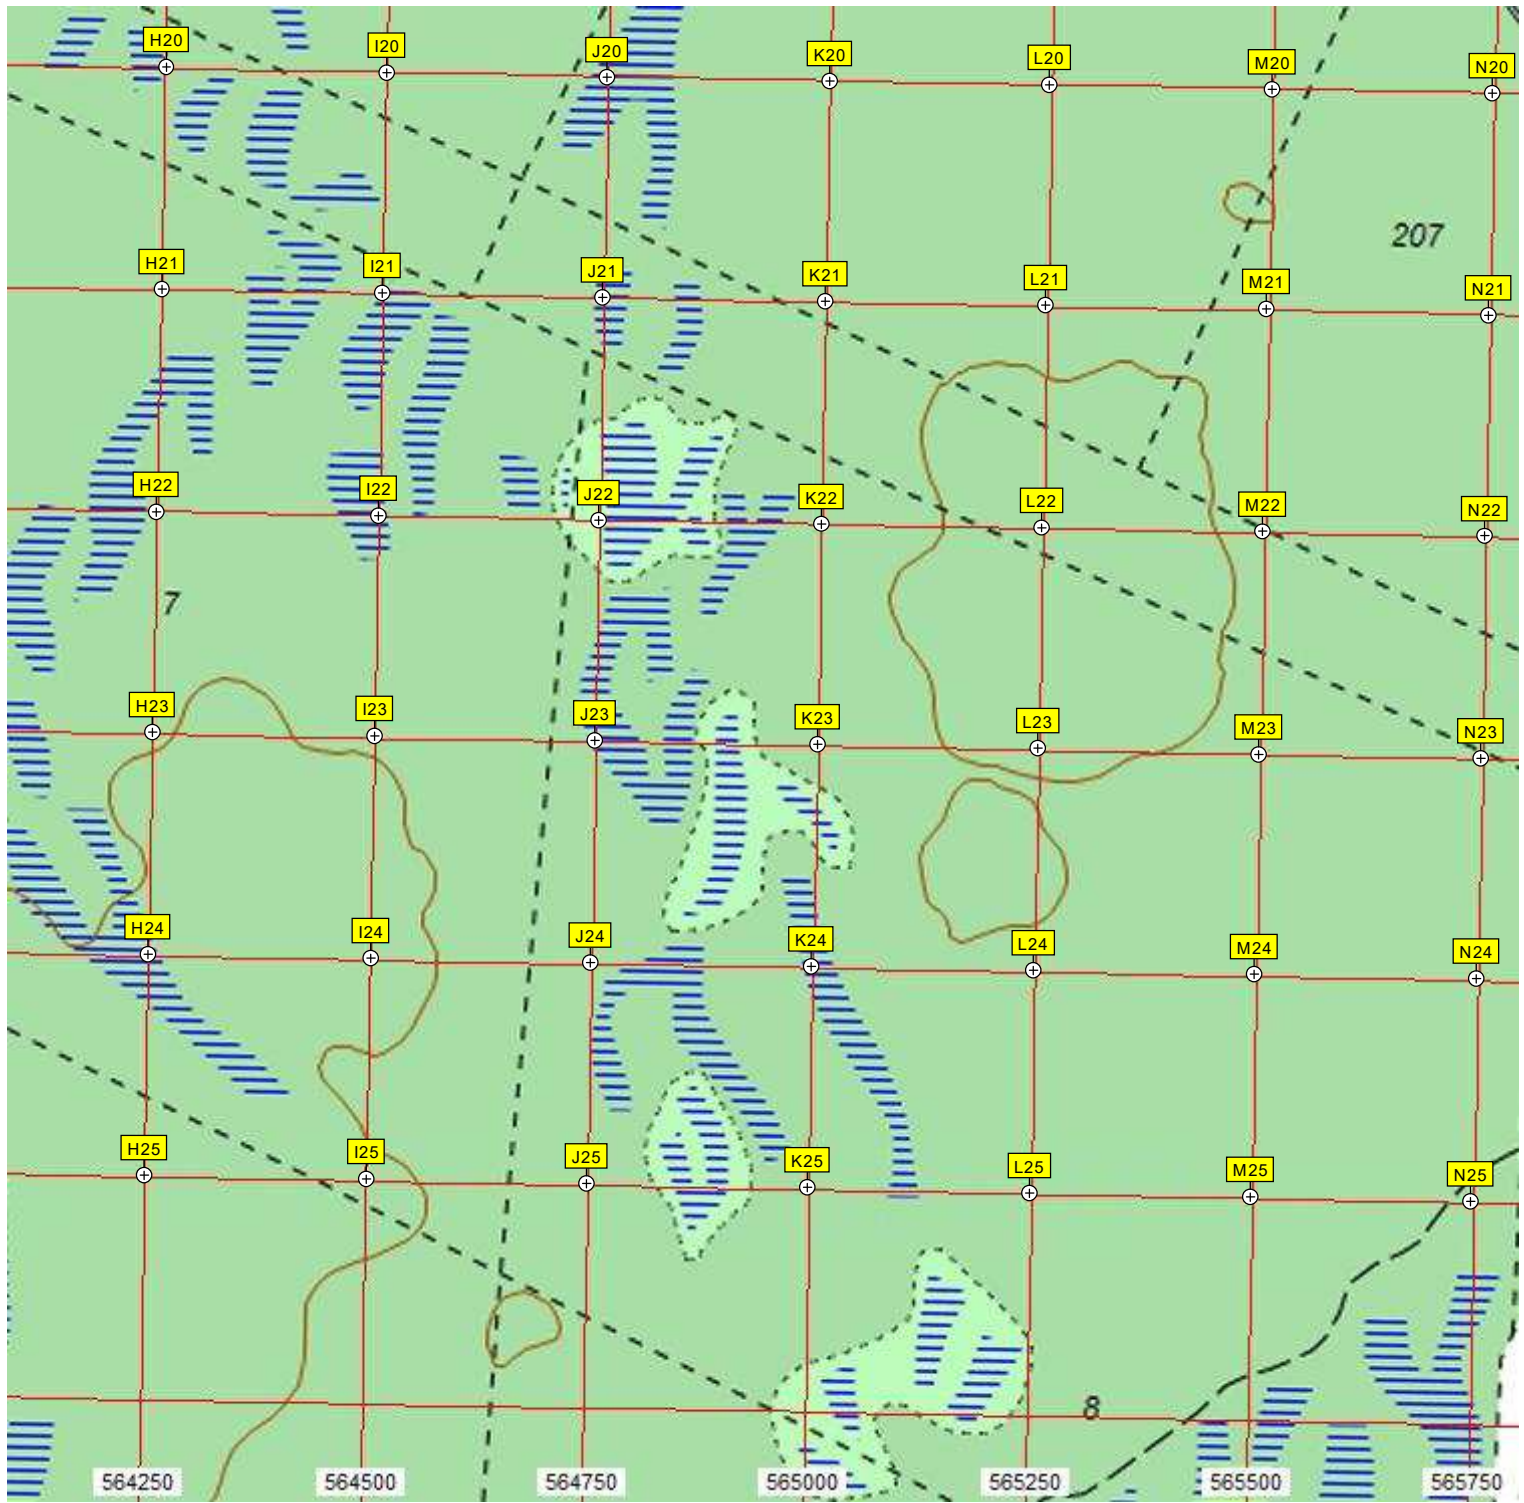 H20 I20 J20 K20 L20 M20 N20
207
H21 I21 J21 K21 L21 M21 N21
H22 I22 J22 K22 L22 M22 N22
7
H23 I23 J23 K23 L23 M23 N23
H24 I24 J24 K24 L24 M24 N24
H25 I25 J25 K25 L25 M25 N25
8
564250 564500 564750 565000 565250 565500 565750